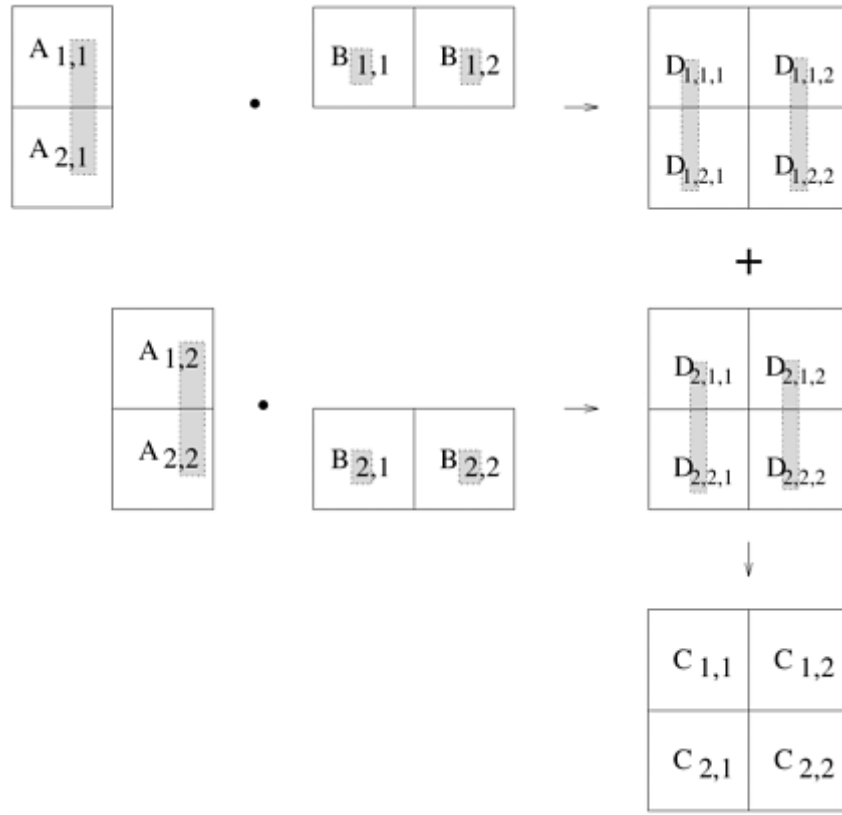 A 1,1 B 1,1 B 1,2 D 1,1,1 D 1,1,2
•
A 2,1 D 1,2,1 D 1,2,2
+
A 1,2 D 2,1,1 D 2,1,2
•
A 2,2 B 2,1 B 2,2 D 2,2,1 D 2,2,2
C 1,1 C 1,2
C 2,1 C 2,2